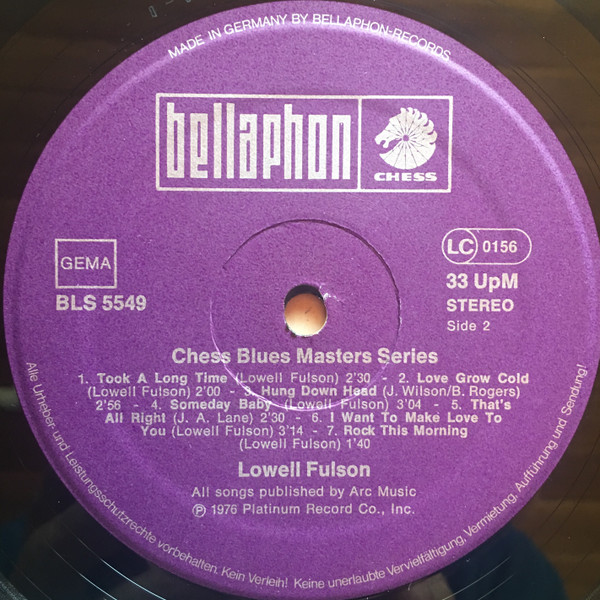 MADE IN GERMANY BY BELLAPHON-RECORDS
bellaphon
CHESS
GEMA
BLS 5549
LC 0156
33 UpM
STEREO
Side 2
Chess Blues Masters Series
1. Took A Long Time (Lowell Fulson) 2'30 - 2. Love Grow Cold
(Lowell Fulson) 2'00 - 3. Hung Down Head (J. Wilson/B. Rogers)
2'56 - 4. Someday Baby (Lowell Fulson) 3'04 - 5. That's
All Right (J. A. Lane) 2'30 - 6. I Want To Make Love To
You (Lowell Fulson) 3'14 - 7. Rock This Morning
(Lowell Fulson) 1'40
Lowell Fulson
All songs published by Arc Music
℗ 1976 Platinum Record Co., Inc.
Alle Urheber und Leistungsschutzrechte vorbehalten. Kein Verleih! Keine unerlaubte Vervielfältigung, Vermietung, Aufführung und Sendung!